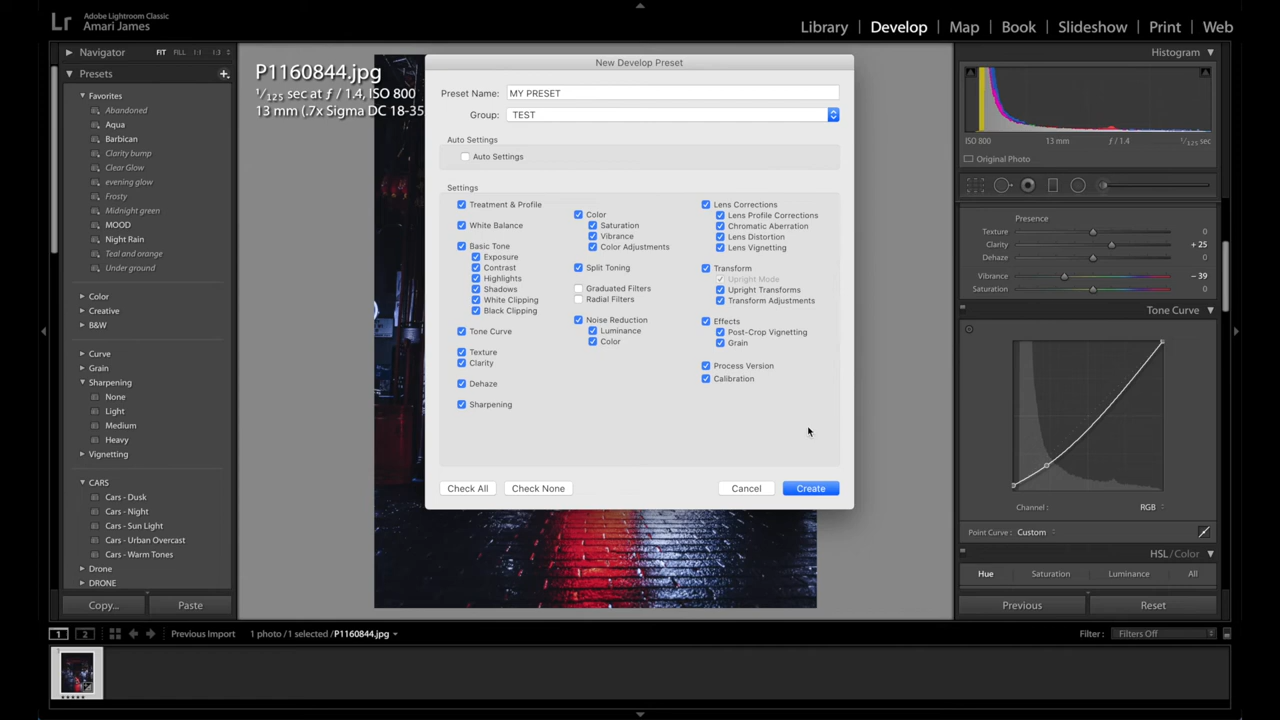 Lr
Adobe Lightroom Classic
Amari James
Library
Develop
Map
Book
Slideshow
Print
Web
Navigator
FIT
FILL
1:1
1:3
Presets
Favorites
Abandoned
Aqua
Barbican
Clarity bump
Clear Glow
evening glow
Frosty
Midnight green
MOOD
Night Rain
Teal and orange
Under ground
Color
Creative
B&W
Curve
Grain
Sharpening
None
Light
Medium
Heavy
Vignetting
CARS
Cars - Dusk
Cars - Night
Cars - Sun Light
Cars - Urban Overcast
Cars - Warm Tones
Drone
DRONE
Copy...
Paste
P1160844.jpg
1/125 sec at ƒ / 1.4, ISO 800
13 mm (.7x Sigma DC 18-35
New Develop Preset
Preset Name: MY PRESET
Group: TEST
Auto Settings
Auto Settings
Settings
Treatment & Profile
White Balance
Basic Tone
Exposure
Contrast
Highlights
Shadows
White Clipping
Black Clipping
Tone Curve
Texture
Clarity
Dehaze
Sharpening
Color
Saturation
Vibrance
Color Adjustments
Split Toning
Graduated Filters
Radial Filters
Noise Reduction
Luminance
Color
Lens Corrections
Lens Profile Corrections
Chromatic Aberration
Lens Distortion
Lens Vignetting
Transform
Upright Mode
Upright Transforms
Transform Adjustments
Effects
Post-Crop Vignetting
Grain
Process Version
Calibration
Check All
Check None
Cancel
Create
Histogram
ISO 800 13 mm ƒ / 1.4 1/125 sec
Original Photo
Presence
Texture 0
Clarity + 25
Dehaze 0
Vibrance − 39
Saturation 0
Tone Curve
Channel : RGB
Point Curve : Custom
HSL / Color
Hue
Saturation
Luminance
All
Previous
Reset
1
2
Previous Import
1 photo / 1 selected / P1160844.jpg
Filter :
Filters Off